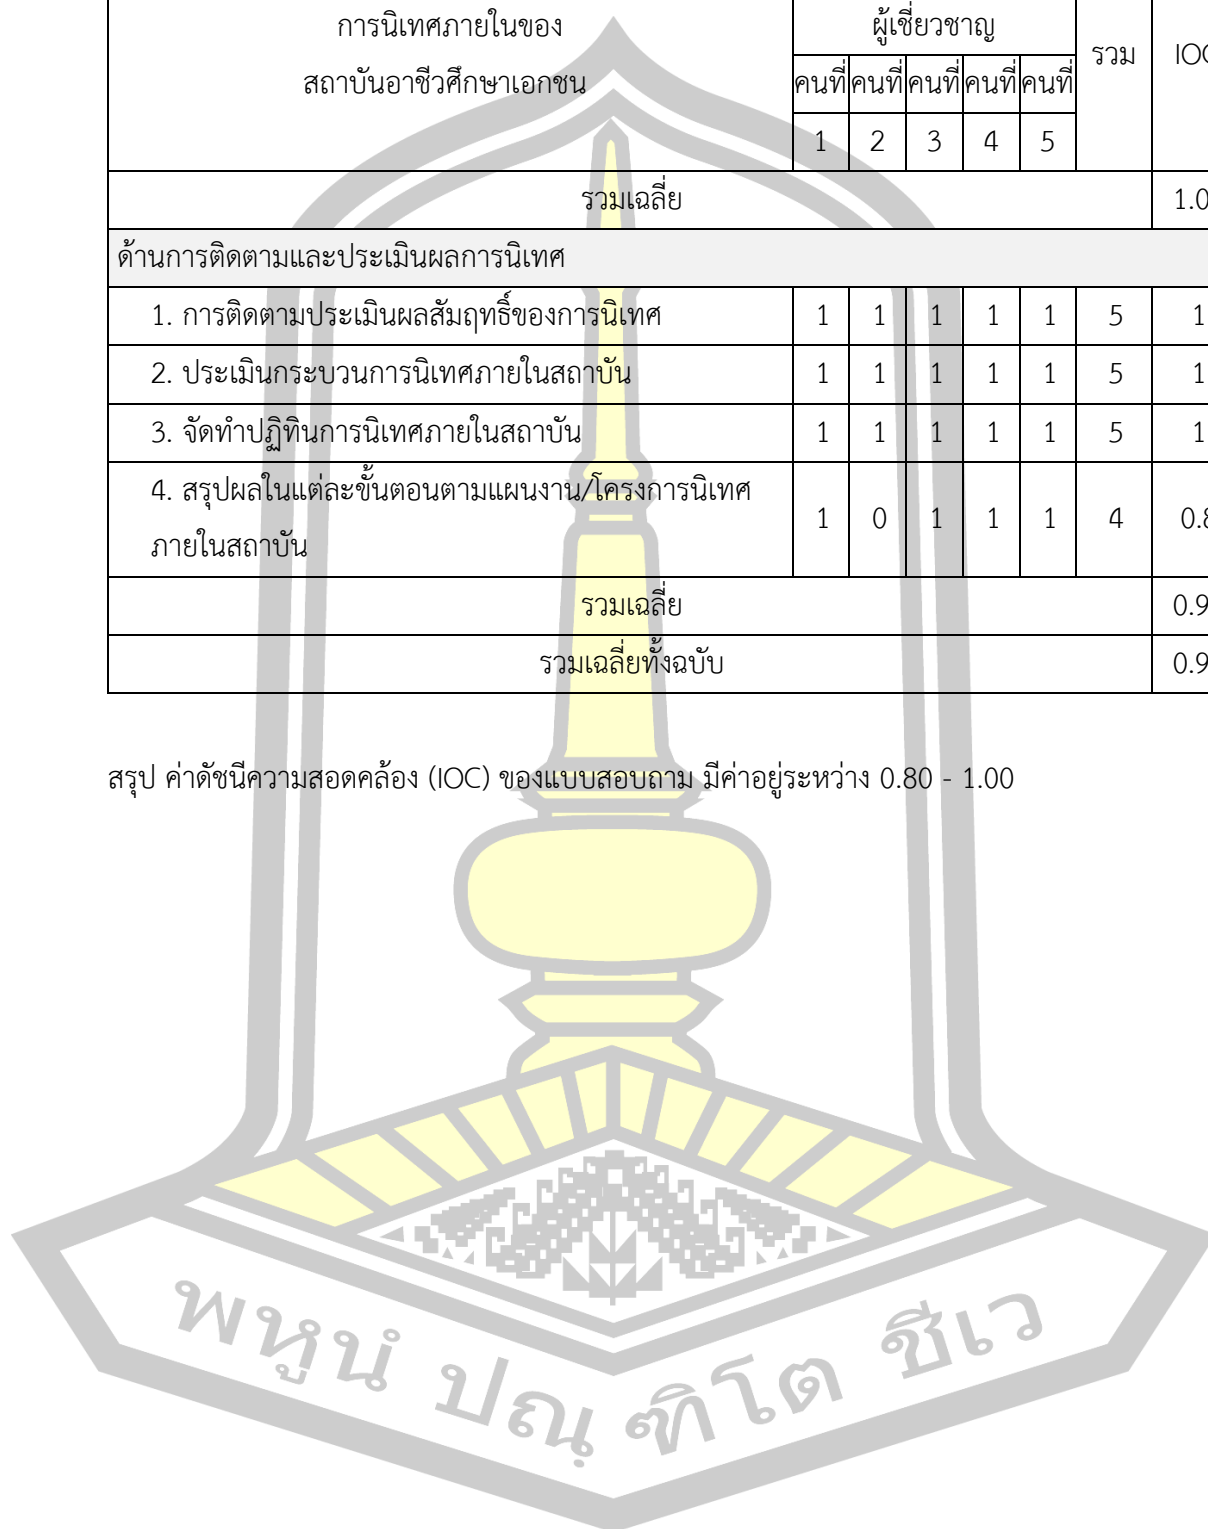 การนิเทศภายในของ
สถาบันอาชีวศึกษาเอกชน
ผู้เชี่ยวชาญ
รวม
คนที่ คนที่ คนที่ คนที่ คนที่
1 2 3 4 5
รวมเฉลี่ย 1.0
ด้านการติดตามและประเมินผลการนิเทศ
1. การติดตามประเมินผลสัมฤทธิ์ของการนิเทศ 1 1 1 1 1 5 1
2. ประเมินกระบวนการนิเทศภายในสถาบัน 1 1 1 1 1 5 1
3. จัดทำปฏิทินการนิเทศภายในสถาบัน 1 1 1 1 1 5 1
4. สรุปผลในแต่ละขั้นตอนตามแผนงาน/โครงการนิเทศ
ภายในสถาบัน 1 0 1 1 1 4 0.8
รวมเฉลี่ย 0.9
รวมเฉลี่ยทั้งฉบับ 0.9
สรุป ค่าดัชนีความสอดคล้อง (IOC) ของแบบสอบถาม มีค่าอยู่ระหว่าง 0.80 - 1.00
พหูนํ ปณฺ ฑิโต ชีเว